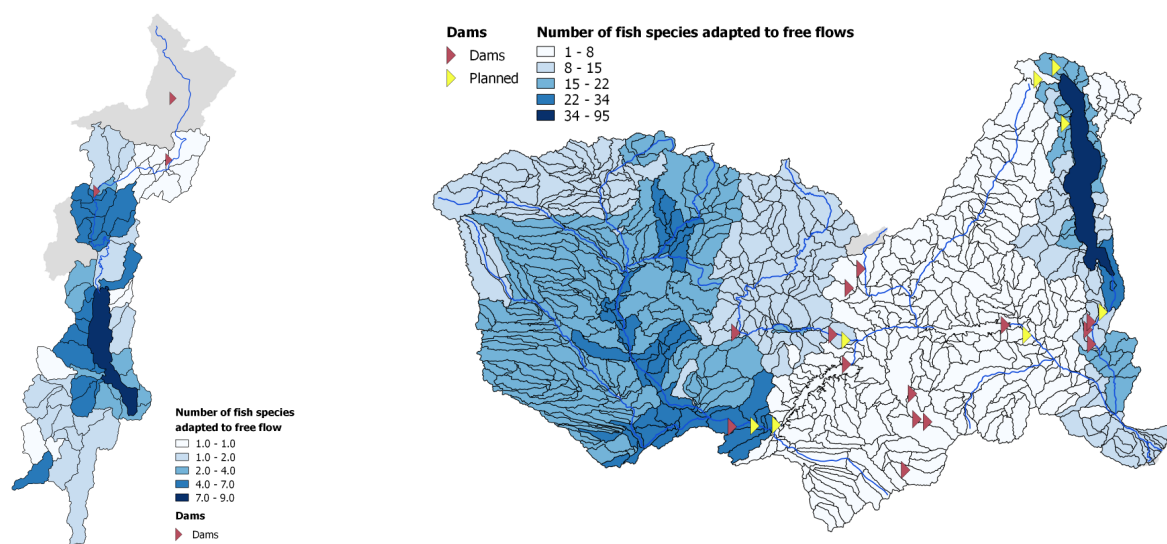 Number of fish species
adapted to free flow
1.0 - 1.0
1.0 - 2.0
2.0 - 4.0
4.0 - 7.0
7.0 - 9.0
Dams
Dams
Dams
Dams
Planned
Number of fish species adapted to free flows
1 - 8
8 - 15
15 - 22
22 - 34
34 - 95